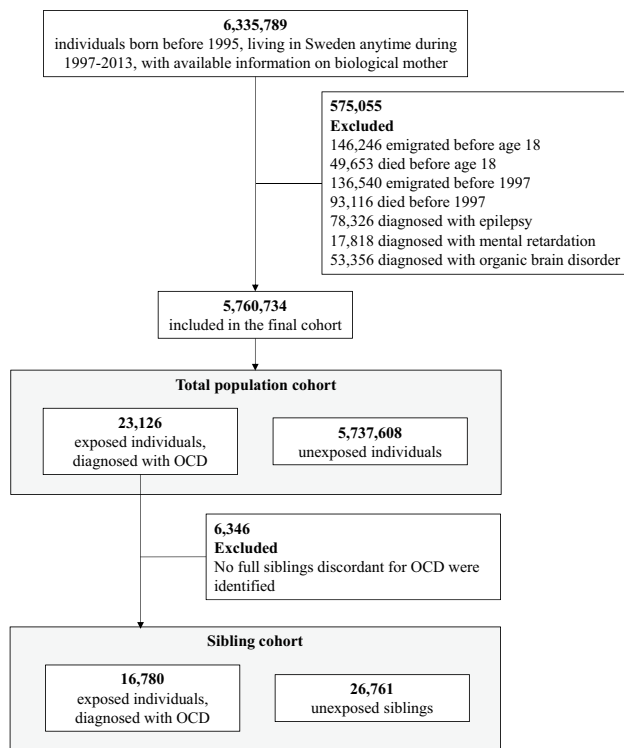 6,335,789
individuals born before 1995, living in Sweden anytime during
1997-2013, with available information on biological mother
575,055
Excluded
146,246 emigrated before age 18
49,653 died before age 18
136,540 emigrated before 1997
93,116 died before 1997
78,326 diagnosed with epilepsy
17,818 diagnosed with mental retardation
53,356 diagnosed with organic brain disorder
5,760,734
included in the final cohort
Total population cohort
23,126
exposed individuals,
diagnosed with OCD
5,737,608
unexposed individuals
6,346
Excluded
No full siblings discordant for OCD were
identified
Sibling cohort
16,780
exposed individuals,
diagnosed with OCD
26,761
unexposed siblings